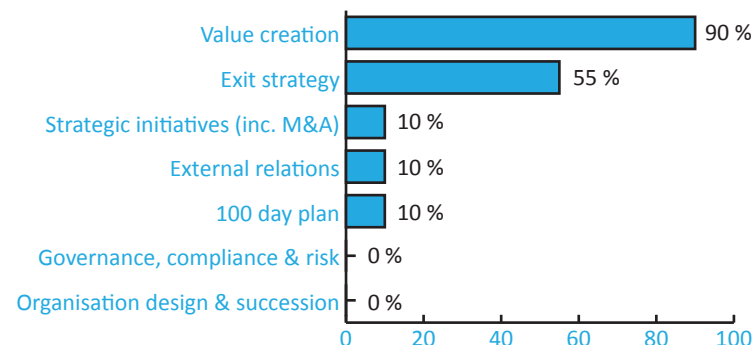 Value creation 90 %
Exit strategy 55 %
Strategic initiatives (inc. M&A) 10 %
External relations 10 %
100 day plan 10 %
Governance, compliance & risk 0 %
Organisation design & succession 0 %
0 20 40 60 80 100